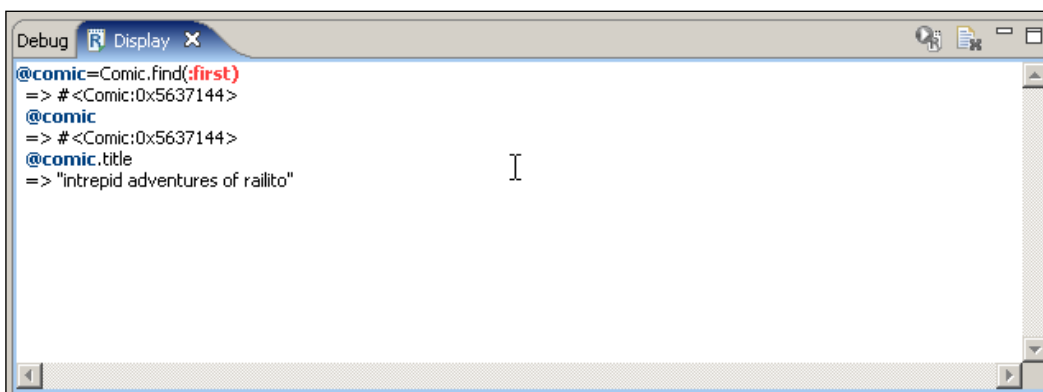 Debug Display
@comic=Comic.find(:first)
=> #<Comic:0x5637144>
@comic
=> #<Comic:0x5637144>
@comic.title
=> "intrepid adventures of railito"